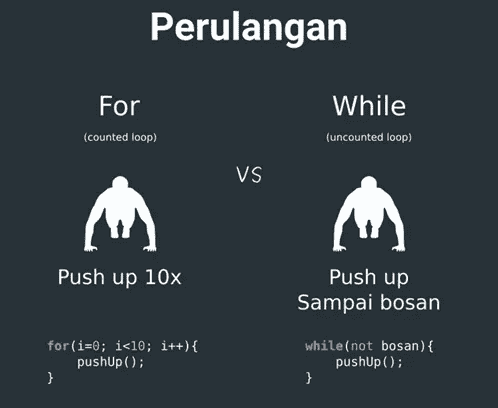 Perulangan
For
(counted loop)
VS
While
(uncounted loop)
Push up 10x
Push up
Sampai bosan
for(i=0; i<10; i++){
    pushUp();
}
while(not bosan){
    pushUp();
}